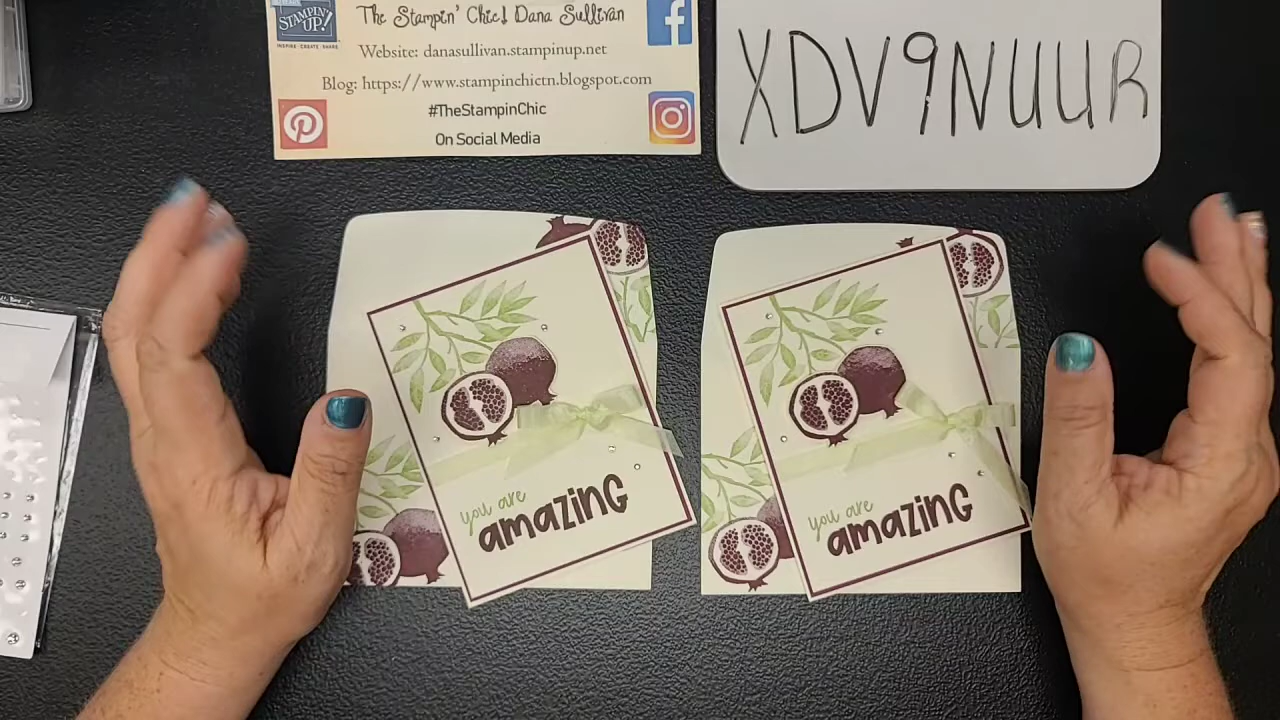 STAMPIN' UP!
INSPIRE. CREATE. SHARE.
The Stampin' Chic! Dana Sullivan
Website: danasullivan.stampinup.net
Blog: https://www.stampinchictn.blogspot.com
#TheStampinChic
On Social Media
XDV9NUUR
you are
amazing
you are
amazing